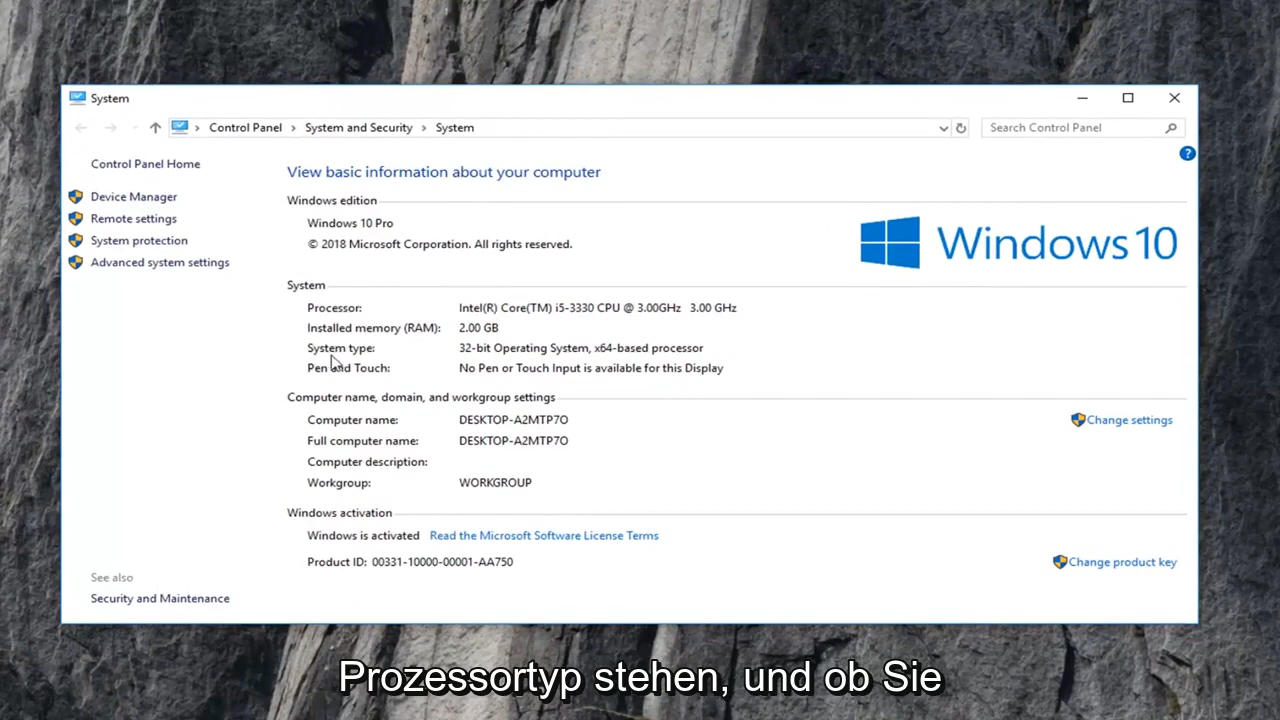 System
Control Panel > System and Security > System
Search Control Panel
?
Control Panel Home
Device Manager
Remote settings
System protection
Advanced system settings
See also
Security and Maintenance
View basic information about your computer
Windows edition
Windows 10 Pro
© 2018 Microsoft Corporation. All rights reserved.
Windows 10
System
Processor: Intel(R) Core(TM) i5-3330 CPU @ 3.00GHz 3.00 GHz
Installed memory (RAM): 2.00 GB
System type: 32-bit Operating System, x64-based processor
Pen and Touch: No Pen or Touch Input is available for this Display
Computer name, domain, and workgroup settings
Computer name: DESKTOP-A2MTP7O Change settings
Full computer name: DESKTOP-A2MTP7O
Computer description:
Workgroup: WORKGROUP
Windows activation
Windows is activated Read the Microsoft Software License Terms
Product ID: 00331-10000-00001-AA750 Change product key
Prozessortyp stehen, und ob Sie